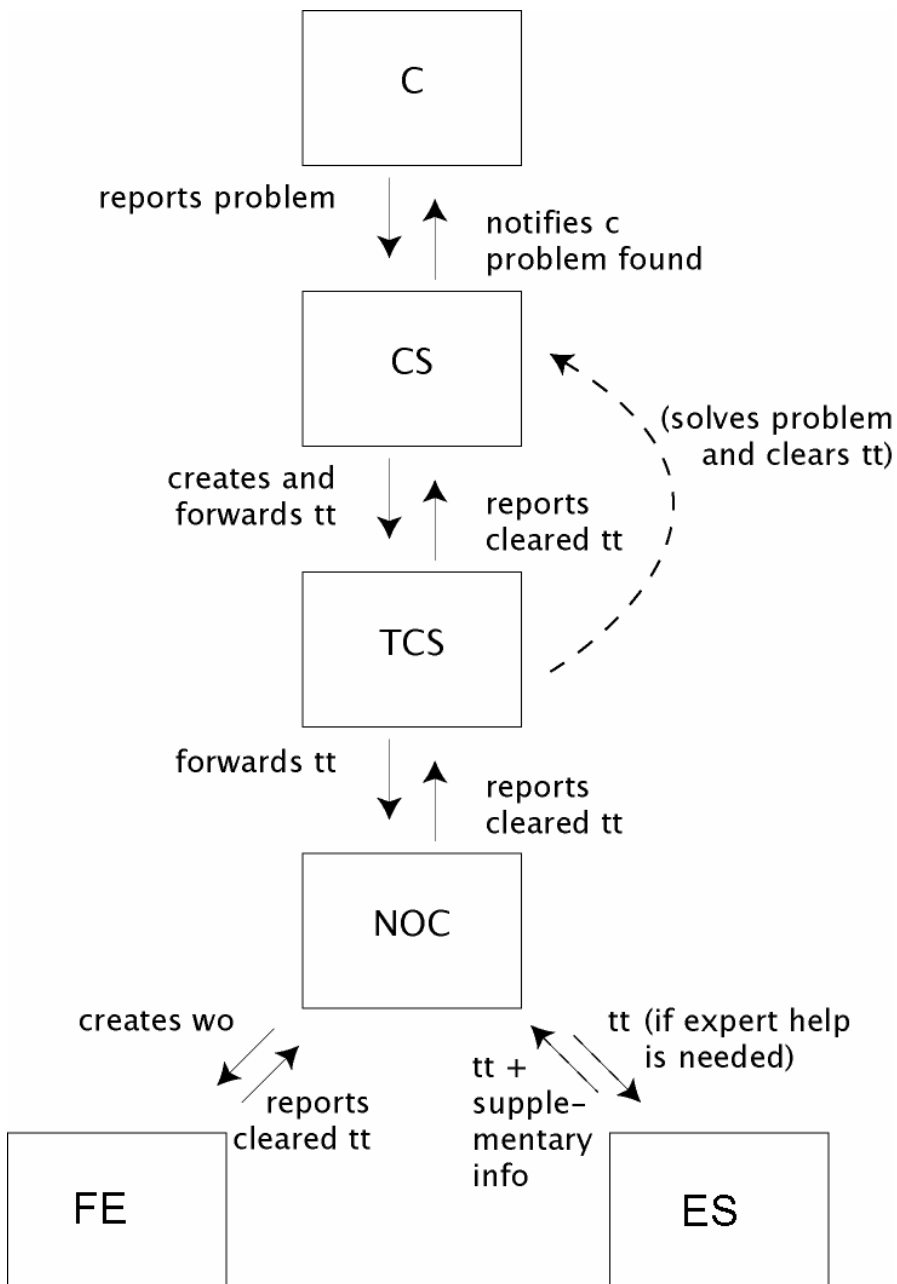 C
reports problem
notifies c
problem found
CS
(solves problem
and clears tt)
creates and
forwards tt
reports
cleared tt
TCS
forwards tt
reports
cleared tt
NOC
creates wo
tt (if expert help
is needed)
reports
cleared tt
tt +
supple-
mentary
info
FE
ES